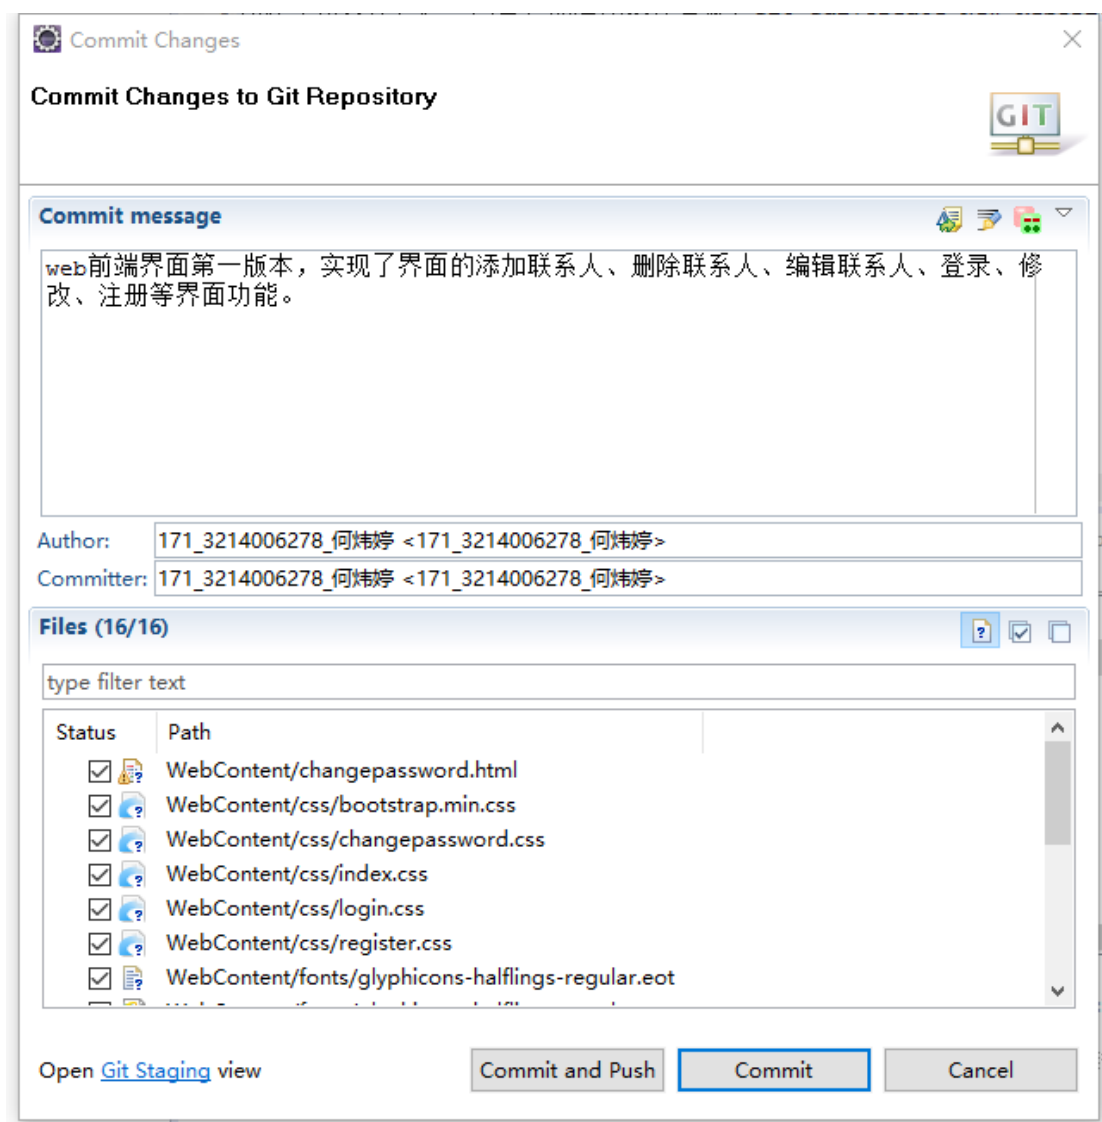 Commit Changes
Commit Changes to Git Repository
GIT
Commit message
web前端界面第一版本，实现了界面的添加联系人、删除联系人、编辑联系人、登录、修
改、注册等界面功能。
Author: 171_3214006278_何炜婷 <171_3214006278_何炜婷>
Committer: 171_3214006278_何炜婷 <171_3214006278_何炜婷>
Files (16/16)
type filter text
Status Path
WebContent/changepassword.html
WebContent/css/bootstrap.min.css
WebContent/css/changepassword.css
WebContent/css/index.css
WebContent/css/login.css
WebContent/css/register.css
WebContent/fonts/glyphicons-halflings-regular.eot
Open Git Staging view Commit and Push Commit Cancel